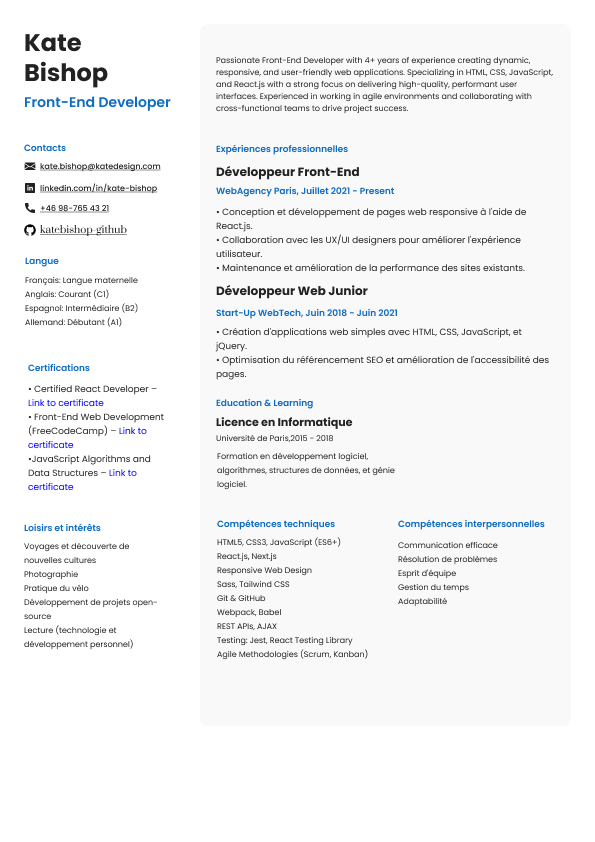 Kate
Bishop
Front-End Developer
Contacts
kate.bishop@katedesign.com
linkedin.com/in/kate-bishop
+46 98-765 43 21
katebishop-github
Langue
Français: Langue maternelle
Anglais: Courant (C1)
Espagnol: Intermédiaire (B2)
Allemand: Débutant (A1)
Certifications
• Certified React Developer –
Link to certificate
• Front-End Web Development
(FreeCodeCamp) – Link to
certificate
•JavaScript Algorithms and
Data Structures – Link to
certificate
Loisirs et intérêts
Voyages et découverte de
nouvelles cultures
Photographie
Pratique du vélo
Développement de projets open-
source
Lecture (technologie et
développement personnel)
Passionate Front-End Developer with 4+ years of experience creating dynamic,
responsive, and user-friendly web applications. Specializing in HTML, CSS, JavaScript,
and React.js with a strong focus on delivering high-quality, performant user
interfaces. Experienced in working in agile environments and collaborating with
cross-functional teams to drive project success.
Expériences professionnelles
Développeur Front-End
WebAgency Paris, Juillet 2021 - Present
• Conception et développement de pages web responsive à l'aide de
React.js.
• Collaboration avec les UX/UI designers pour améliorer l'expérience
utilisateur.
• Maintenance et amélioration de la performance des sites existants.
Développeur Web Junior
Start-Up WebTech, Juin 2018 - Juin 2021
• Création d'applications web simples avec HTML, CSS, JavaScript, et
jQuery.
• Optimisation du référencement SEO et amélioration de l'accessibilité des
pages.
Education & Learning
Licence en Informatique
Université de Paris,2015 - 2018
Formation en développement logiciel,
algorithmes, structures de données, et génie
logiciel.
Compétences techniques
HTML5, CSS3, JavaScript (ES6+)
React.js, Next.js
Responsive Web Design
Sass, Tailwind CSS
Git & GitHub
Webpack, Babel
REST APIs, AJAX
Testing: Jest, React Testing Library
Agile Methodologies (Scrum, Kanban)
Compétences interpersonnelles
Communication efficace
Résolution de problèmes
Esprit d'équipe
Gestion du temps
Adaptabilité